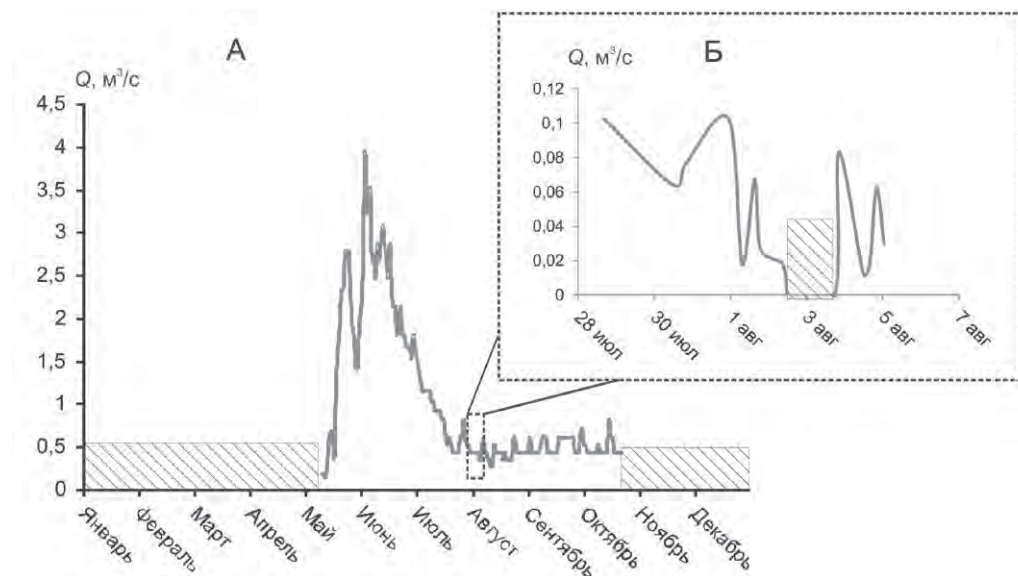 А
Q, м³/с
4,5
4
3,5
3
2,5
2
1,5
1
0,5
0
Январь
Февраль
Март
Апрель
Май
Июнь
Июль
Август
Сентябрь
Октябрь
Ноябрь
Декабрь
Б
Q, м³/с
0,12
0,1
0,08
0,06
0,04
0,02
0
28 июл
30 июл
1 авг
3 авг
5 авг
7 авг